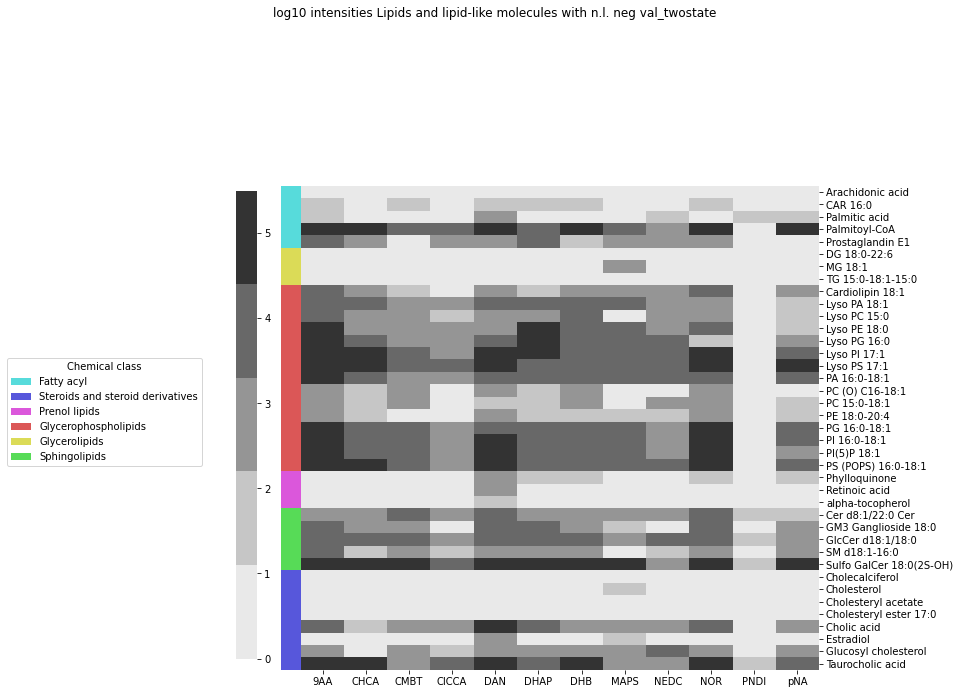 log10 intensities Lipids and lipid-like molecules with n.l. neg val_twostate
5
4
3
2
1
0
Chemical class
Fatty acyl
Steroids and steroid derivatives
Prenol lipids
Glycerophospholipids
Glycerolipids
Sphingolipids
Arachidonic acid
CAR 16:0
Palmitic acid
Palmitoyl-CoA
Prostaglandin E1
DG 18:0-22:6
MG 18:1
TG 15:0-18:1-15:0
Cardiolipin 18:1
Lyso PA 18:1
Lyso PC 15:0
Lyso PE 18:0
Lyso PG 16:0
Lyso PI 17:1
Lyso PS 17:1
PA 16:0-18:1
PC (O) C16-18:1
PC 15:0-18:1
PE 18:0-20:4
PG 16:0-18:1
PI 16:0-18:1
PI(5)P 18:1
PS (POPS) 16:0-18:1
Phylloquinone
Retinoic acid
alpha-tocopherol
Cer d8:1/22:0 Cer
GM3 Ganglioside 18:0
GlcCer d18:1/18:0
SM d18:1-16:0
Sulfo GalCer 18:0(2S-OH)
Cholecalciferol
Cholesterol
Cholesteryl acetate
Cholesteryl ester 17:0
Cholic acid
Estradiol
Glucosyl cholesterol
Taurocholic acid
9AA CHCA CMBT ClCCA DAN DHAP DHB MAPS NEDC NOR PNDI pNA